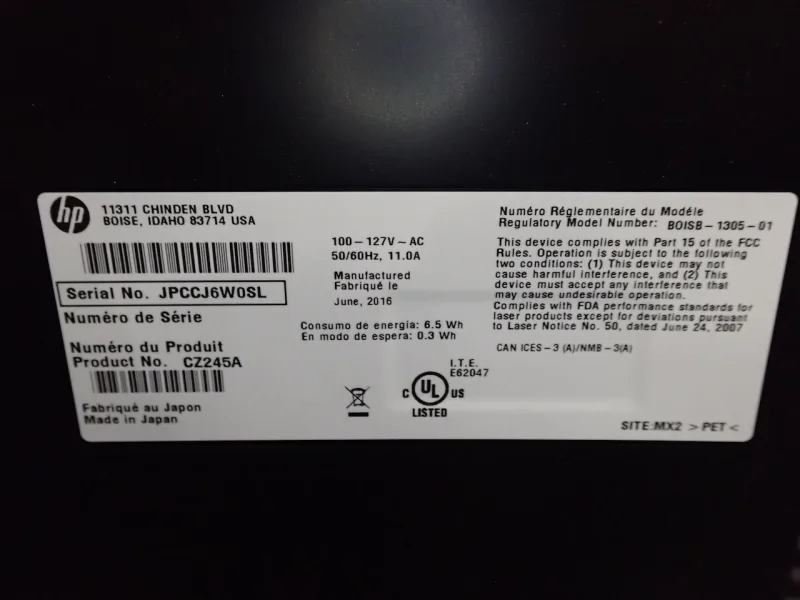 hp
11311 CHINDEN BLVD
BOISE, IDAHO 83714 USA
Serial No. JPCCJ6W0SL
Numéro de Série
Numéro du Produit
Product No. CZ245A
Fabriqué au Japon
Made in Japan
100-127V~AC
50/60Hz, 11.0A
Manufactured
Fabriqué le
June, 2016
Consumo de energia: 6.5 Wh
En modo de espera: 0.3 Wh
I.T.E.
E62047
C UL US
LISTED
Numéro Réglementaire du Modéle
Regulatory Model Number: BOISB-1305-01
This device complies with Part 15 of the FCC
Rules. Operation is subject to the following
two conditions: (1) This device may not
cause harmful interference, and (2) This
device must accept any interference that
may cause undesirable operation.
Complies with FDA performance standards for
laser products except for deviations pursuant
to Laser Notice No. 50, dated June 24, 2007
CAN ICES-3 (A)/NMB-3(A)
SITE:MX2 >PET<